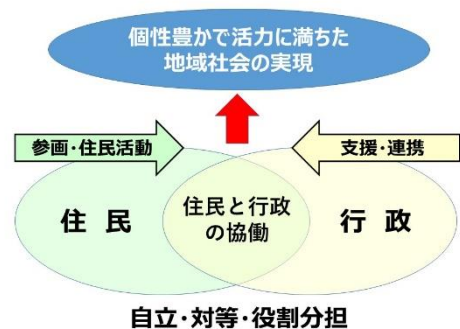 個性豊かで活力に満ちた
地域社会の実現
参画・住民活動
支援・連携
住民
住民と行政
の協働
行政
自立・対等・役割分担